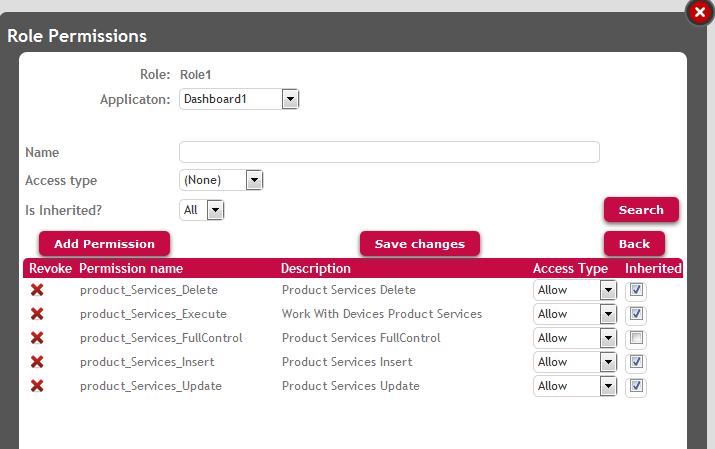 Role Permissions
Role: Role1
Applicaton: Dashboard1
Name
Access type (None)
Is Inherited? All Search
Add Permission Save changes Back
Revoke Permission name Description Access Type Inherited
product_Services_Delete Product Services Delete Allow
product_Services_Execute Work With Devices Product Services Allow
product_Services_FullControl Product Services FullControl Allow
product_Services_Insert Product Services Insert Allow
product_Services_Update Product Services Update Allow